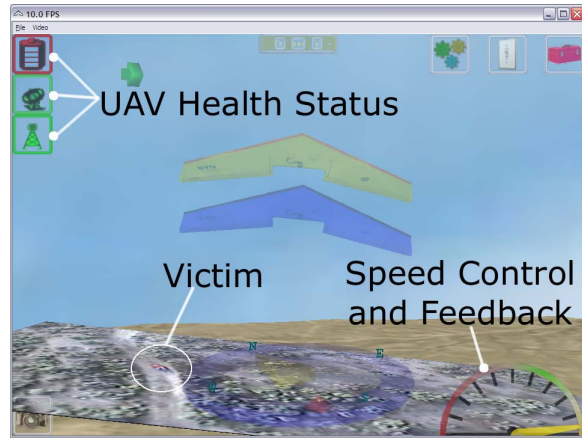 10.0 FPS
File Video
UAV Health Status
Victim
Speed Control
and Feedback
N
E
S